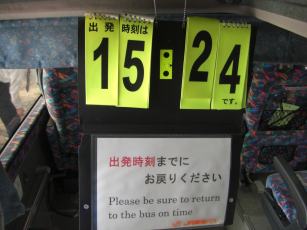 出発時刻は
15:24
です。
出発時刻までに
お戻りください
Please be sure to return
to the bus on time